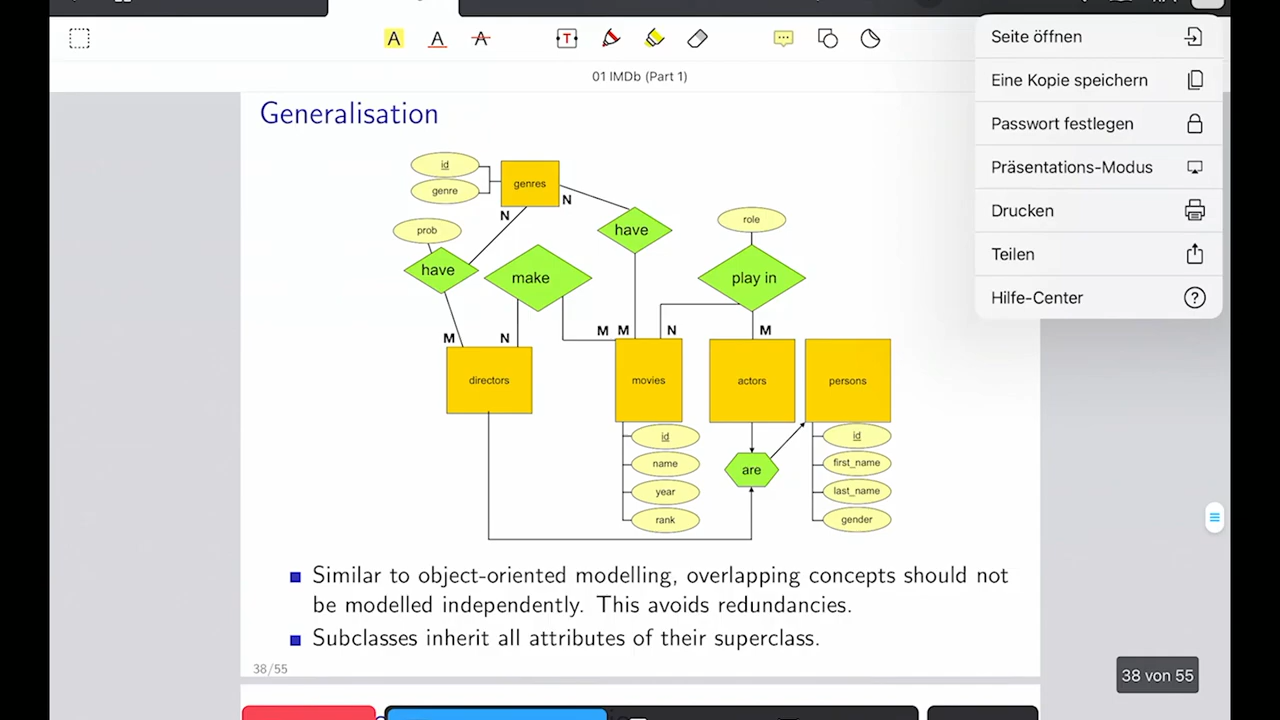 A A A T
01 IMDb (Part 1)
Seite öffnen
Eine Kopie speichern
Passwort festlegen
Präsentations-Modus
Drucken
Teilen
Hilfe-Center ?
Generalisation
id
genre
genres
N
N
prob
have
make
have
role
play in
M
N
M M
N
M
directors
movies
actors
persons
id
name
year
rank
are
id
first_name
last_name
gender
Similar to object-oriented modelling, overlapping concepts should not
be modelled independently. This avoids redundancies.
Subclasses inherit all attributes of their superclass.
38/55
38 von 55